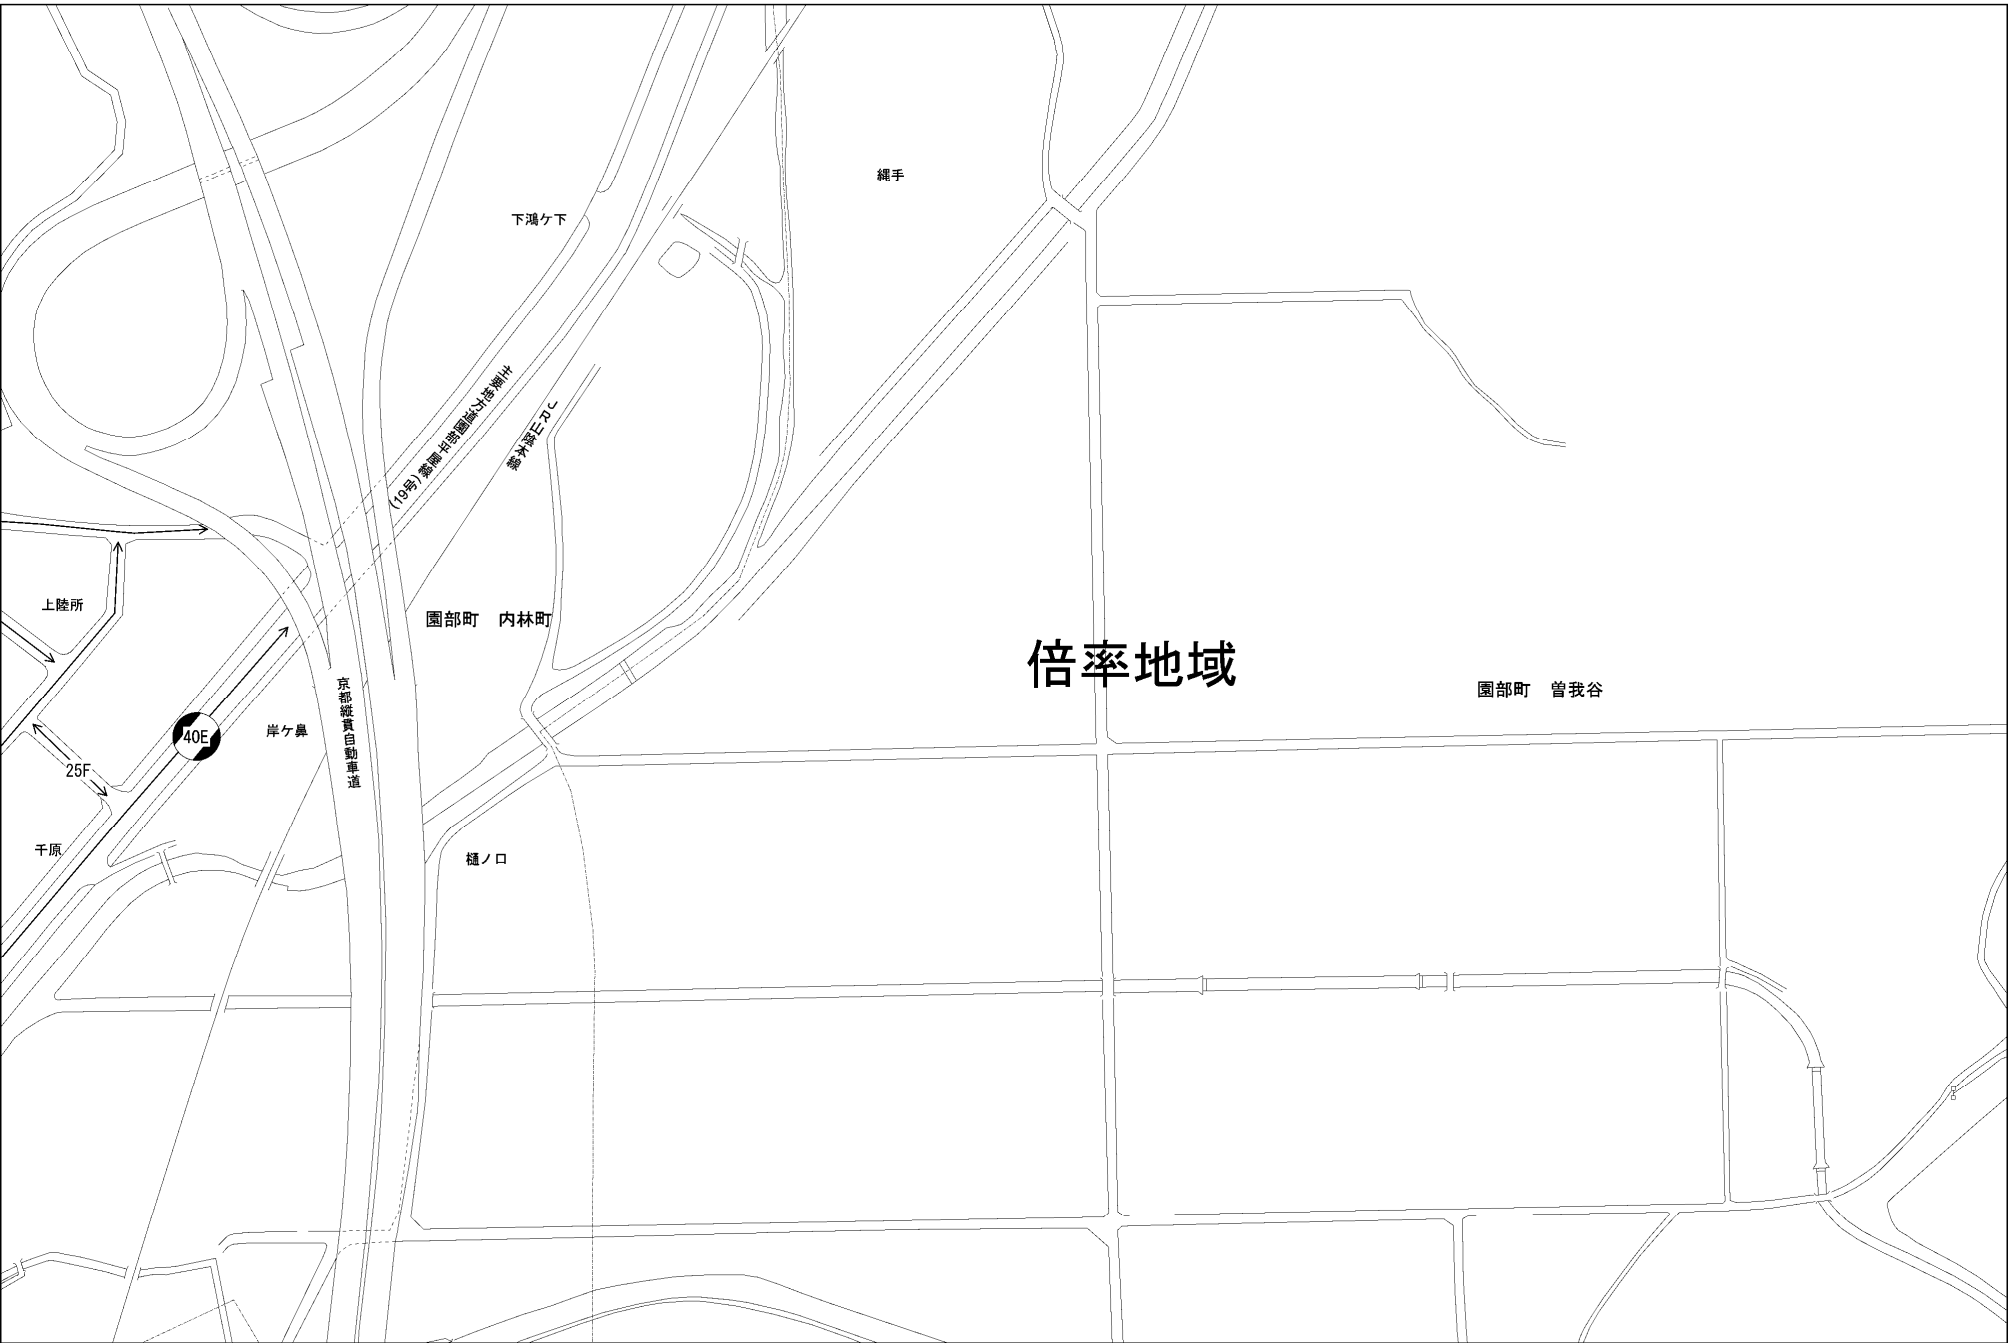 縄手
下鴻ケ下
主要地方道園部平屋線
(19号)
JR山陰本線
上陸所
園部町 内林町
倍率地域
園部町 曽我谷
京都縦貫自動車道
岸ケ鼻
40E
25F
千原
樋ノ口